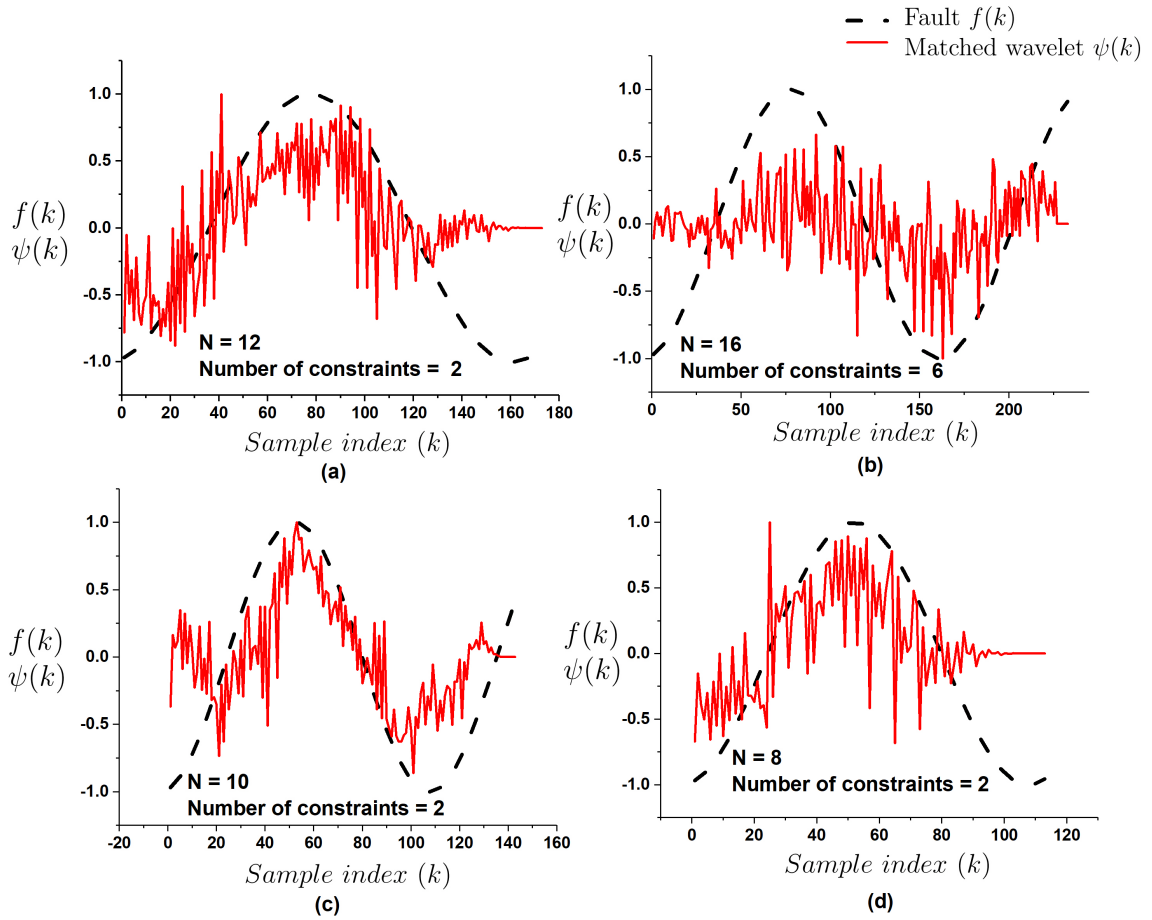 Fault f(k)
Matched wavelet ψ(k)
1.0
0.5
0.0
-0.5
-1.0
f(k)
ψ(k)
N = 12
Number of constraints = 2
0 20 40 60 80 100 120 140 160 180
Sample index (k)
(a)
1.0
0.5
0.0
-0.5
-1.0
f(k)
ψ(k)
N = 16
Number of constraints = 6
0 50 100 150 200
Sample index (k)
(b)
1.0
0.5
0.0
-0.5
-1.0
f(k)
ψ(k)
N = 10
Number of constraints = 2
-20 0 20 40 60 80 100 120 140 160
Sample index (k)
(c)
1.0
0.5
0.0
-0.5
-1.0
f(k)
ψ(k)
N = 8
Number of constraints = 2
0 20 40 60 80 100 120
Sample index (k)
(d)